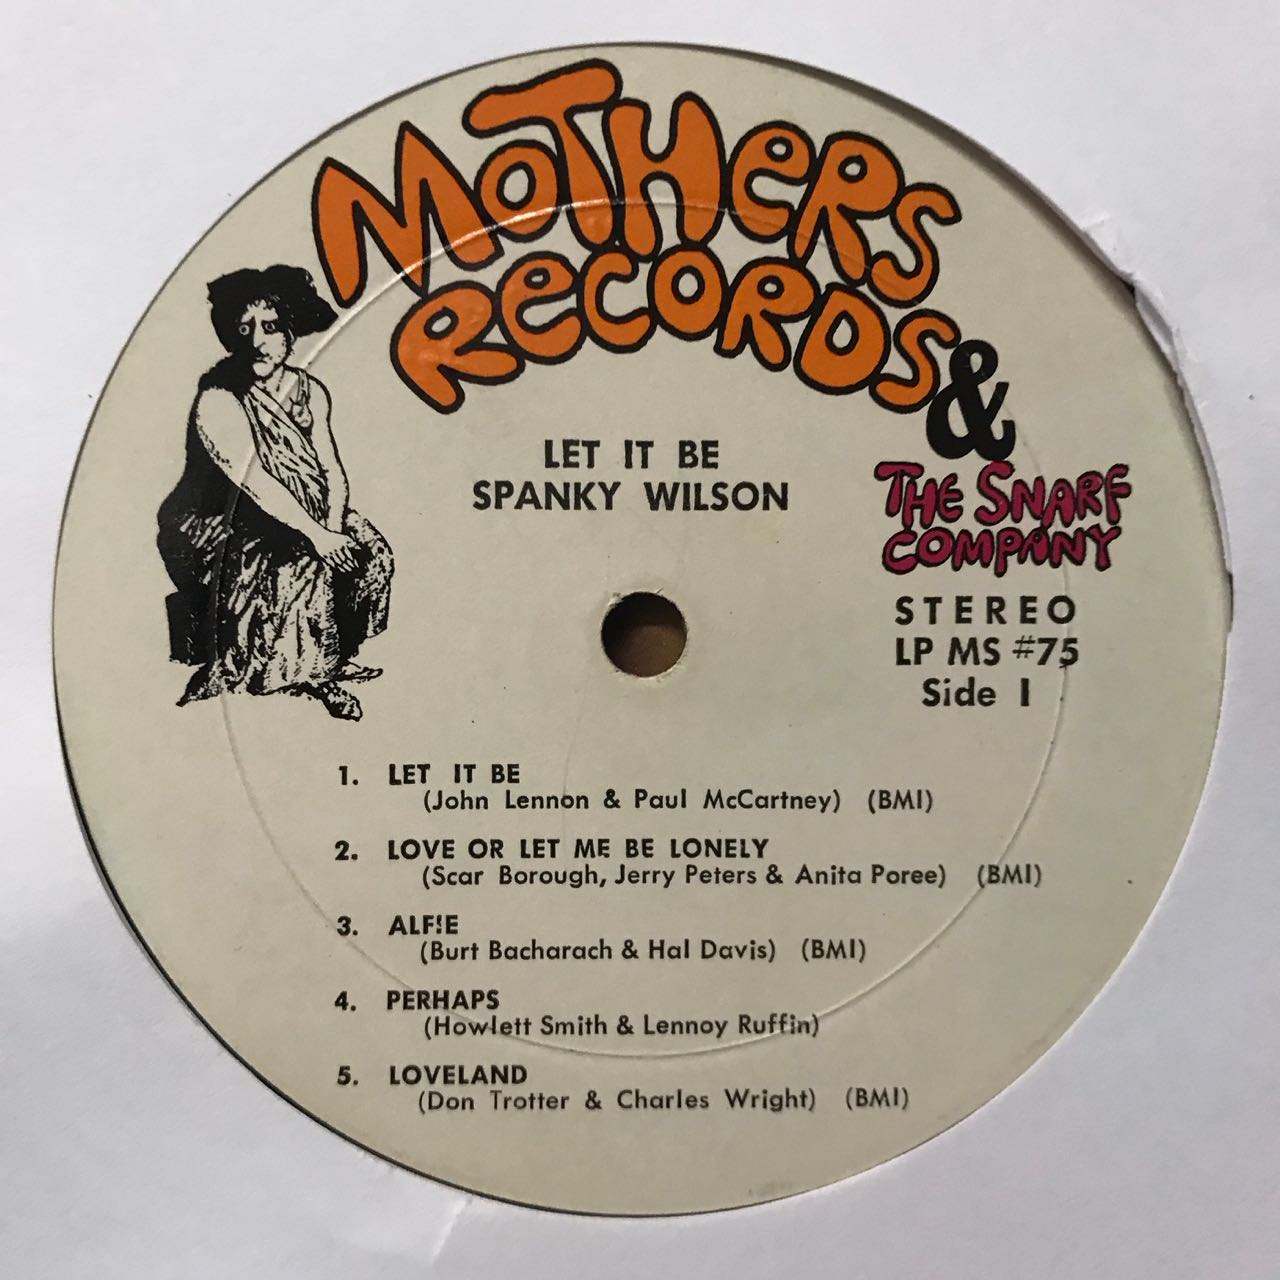 MOTHERS
RECORDS
&
THE SNARF
COMPANY
LET IT BE
SPANKY WILSON
STEREO
LP MS #75
Side 1
1. LET IT BE
(John Lennon & Paul McCartney) (BMI)
2. LOVE OR LET ME BE LONELY
(Scar Borough, Jerry Peters & Anita Poree) (BMI)
3. ALFIE
(Burt Bacharach & Hal Davis) (BMI)
4. PERHAPS
(Howlett Smith & Lennoy Ruffin)
5. LOVELAND
(Don Trotter & Charles Wright) (BMI)